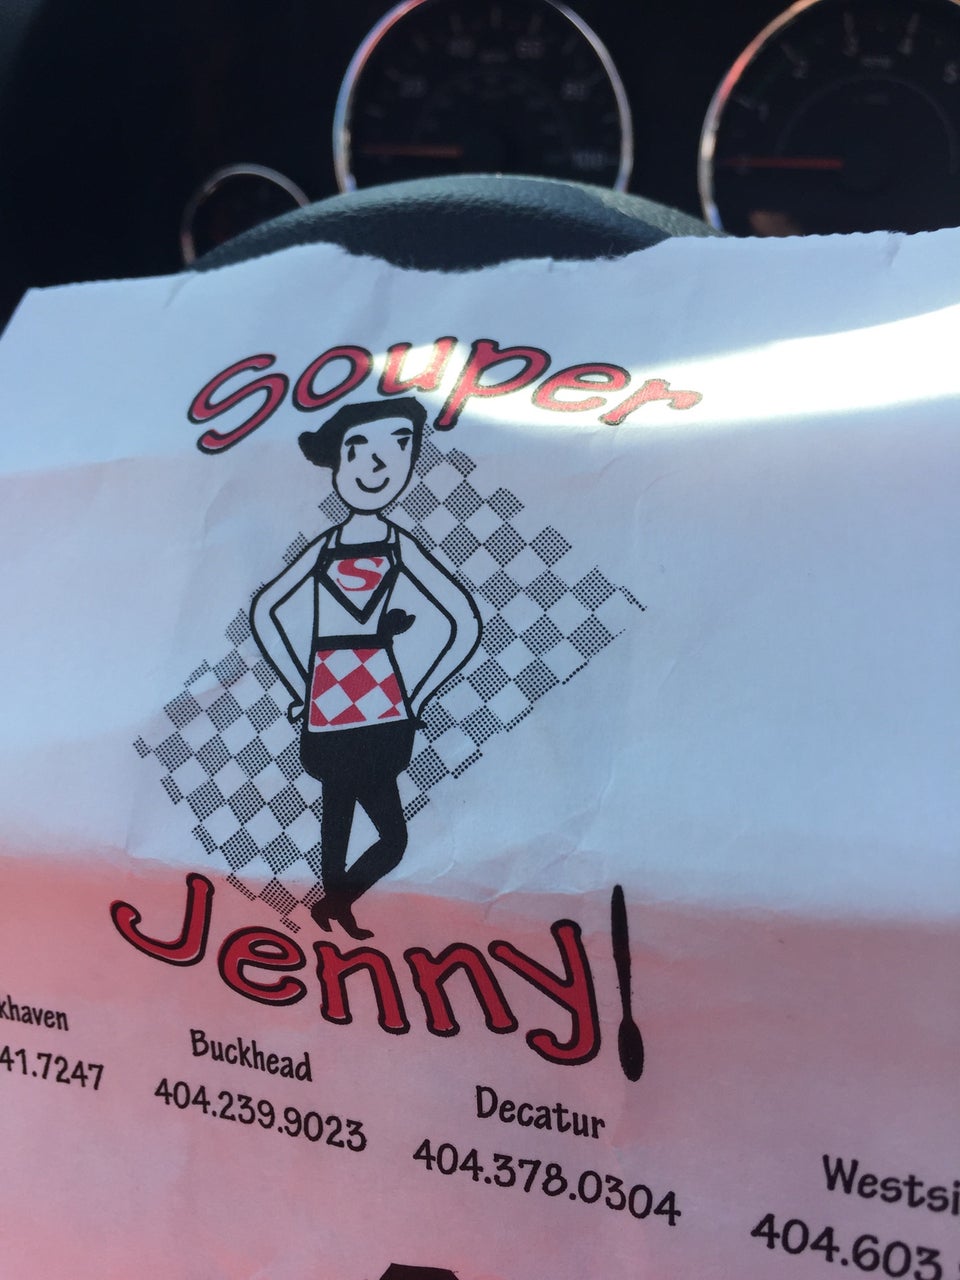 Souper
S
Jenny
khaven
41.7247
Buckhead
404.239.9023
Decatur
404.378.0304
Westsi
404.603